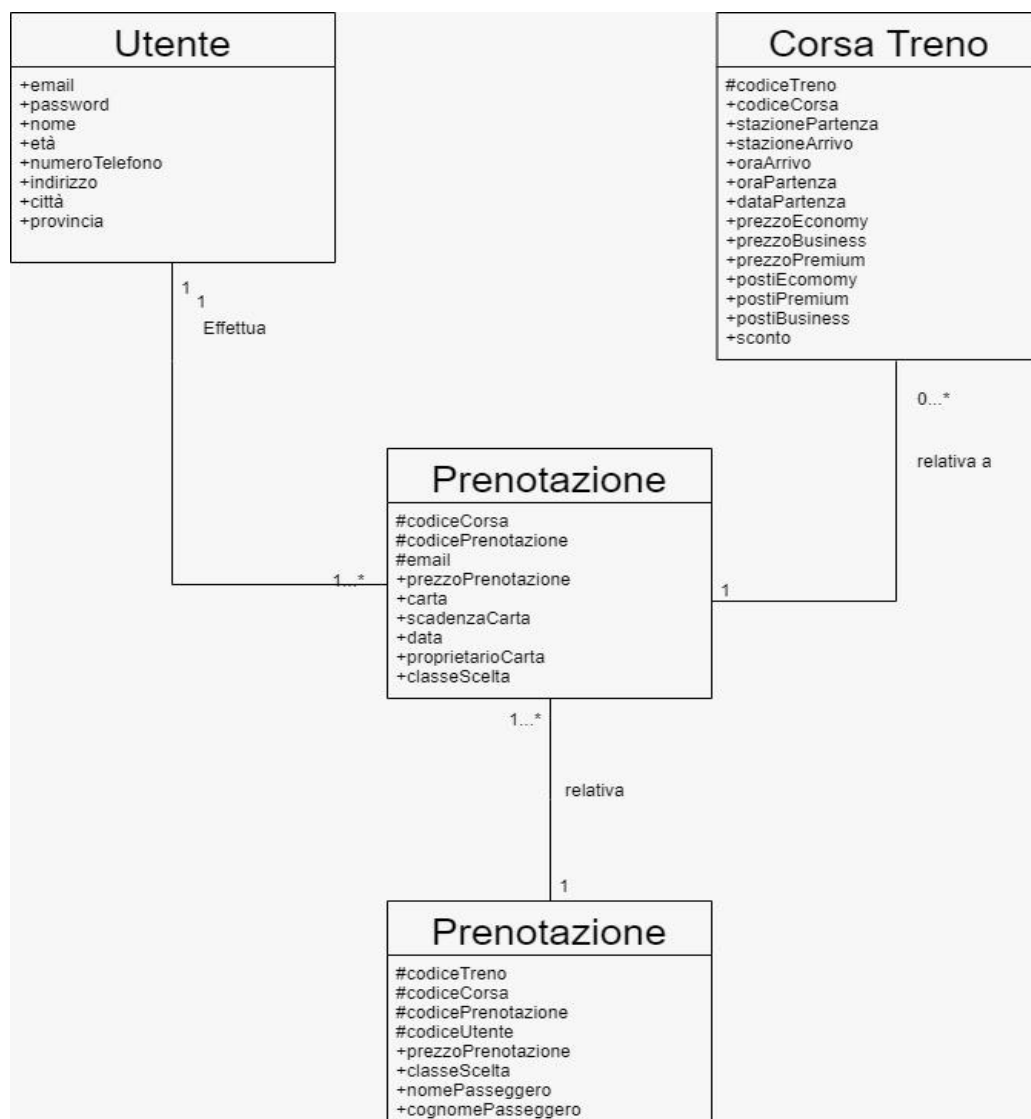 Utente
+email
+password
+nome
+età
+numeroTelefono
+indirizzo
+città
+provincia
Corsa Treno
#codiceTreno
+codiceCorsa
+stazionePartenza
+stazioneArrivo
+oraArrivo
+oraPartenza
+dataPartenza
+prezzoEconomy
+prezzoBusiness
+prezzoPremium
+postiEcomomy
+postiPremium
+postiBusiness
+sconto
1
1
Effettua
0...*
relativa a
Prenotazione
#codiceCorsa
#codicePrenotazione
#email
+prezzoPrenotazione
+carta
+scadenzaCarta
+data
+proprietarioCarta
+classeScelta
1...*
1
1...*
relativa
1
Prenotazione
#codiceTreno
#codiceCorsa
#codicePrenotazione
#codiceUtente
+prezzoPrenotazione
+classeScelta
+nomePasseggero
+cognomePasseggero